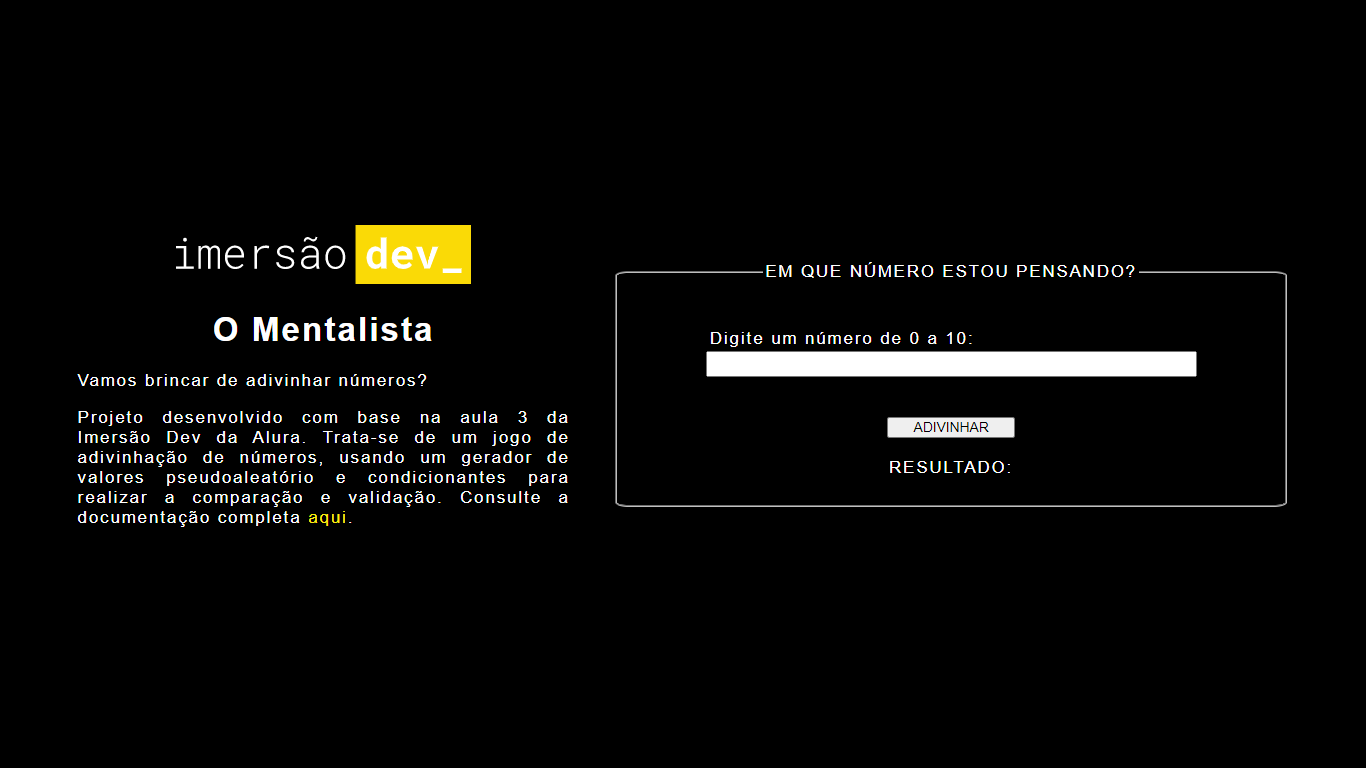 imersão dev_
O Mentalista
Vamos brincar de adivinhar números?
Projeto desenvolvido com base na aula 3 da
Imersão Dev da Alura. Trata-se de um jogo de
adivinhação de números, usando um gerador de
valores pseudoaleatório e condicionantes para
realizar a comparação e validação. Consulte a
documentação completa aqui.
EM QUE NÚMERO ESTOU PENSANDO?
Digite um número de 0 a 10:
ADIVINHAR
RESULTADO: